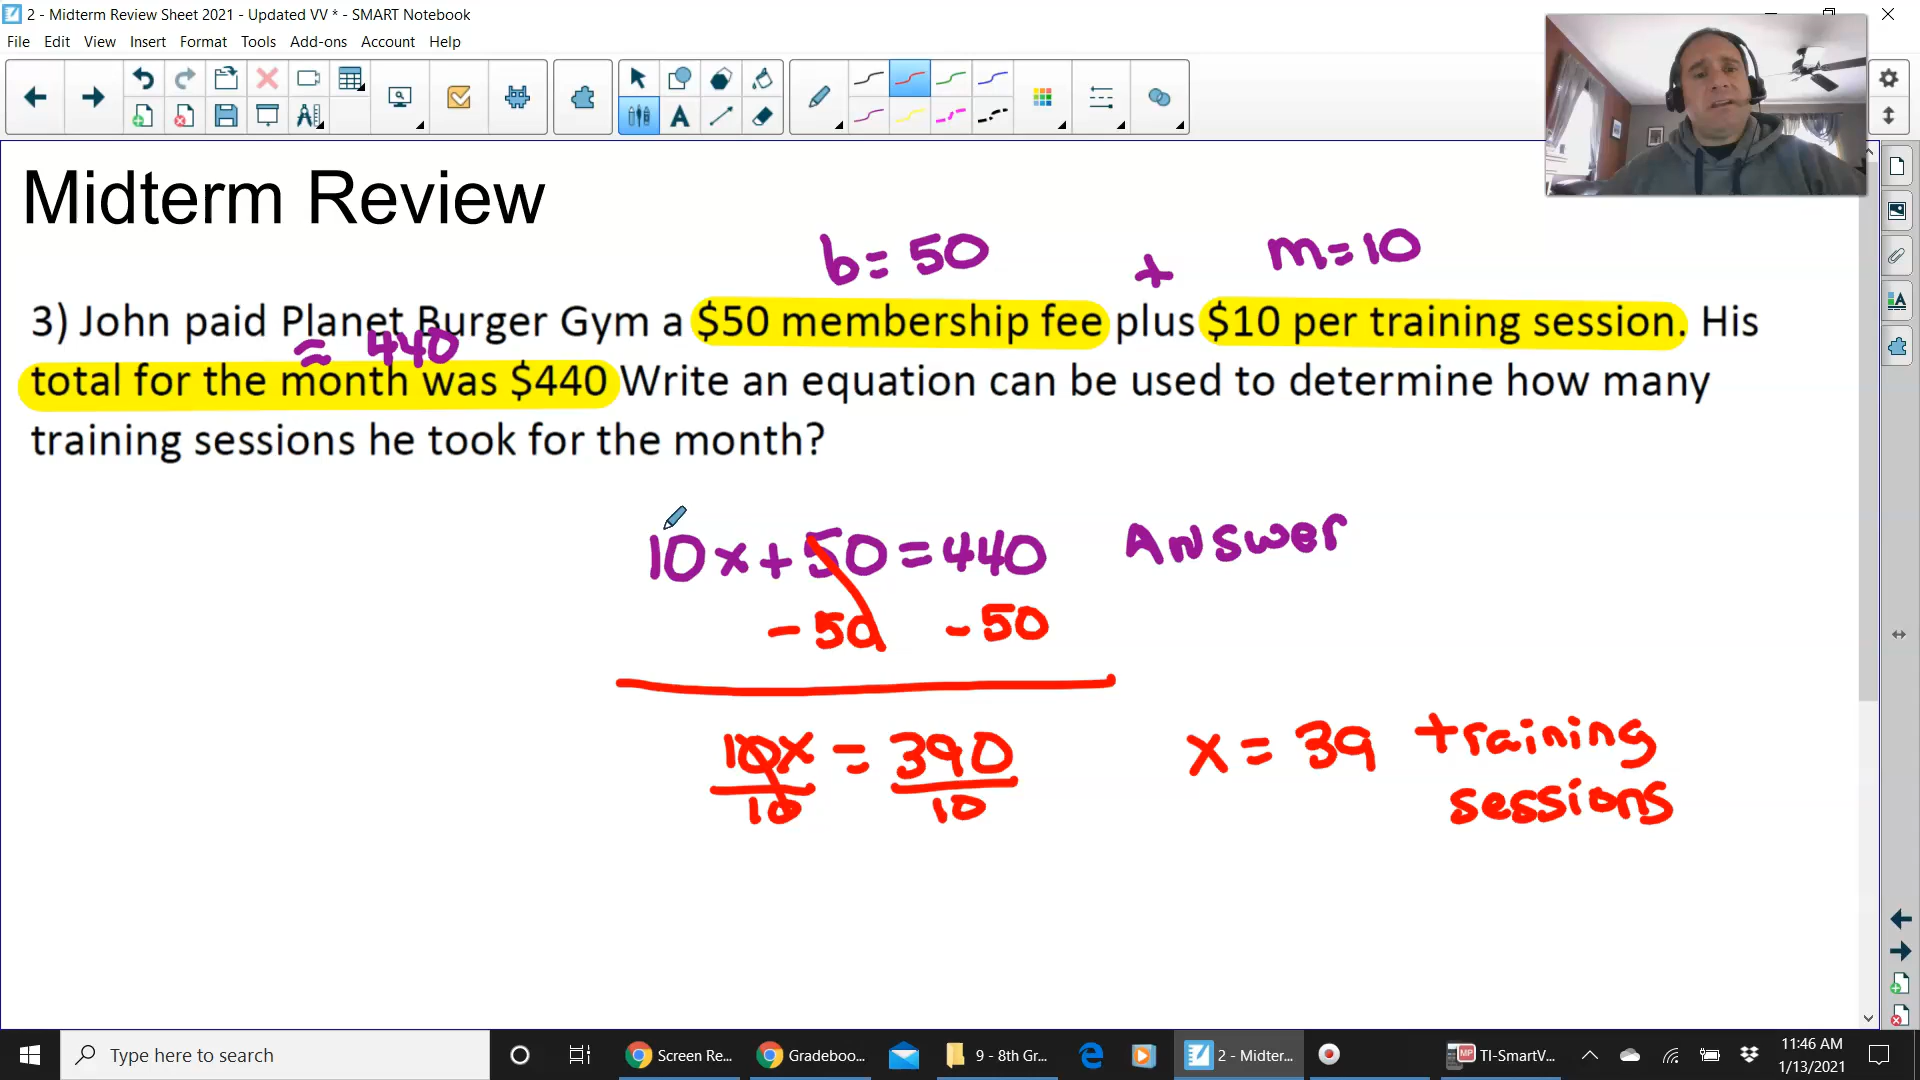 2 - Midterm Review Sheet 2021 - Updated VV * - SMART Notebook
File Edit View Insert Format Tools Add-ons Account Help
Midterm Review
b = 50 + m = 10
3) John paid Planet Burger Gym a $50 membership fee plus $10 per training session. His
= 440
total for the month was $440 Write an equation can be used to determine how many
training sessions he took for the month?
10x + 50 = 440 Answer
- 50 - 50
10x = 390 x = 39 training
10 10 sessions
Type here to search
Screen Re...
Gradeboo...
9 - 8th Gr...
2 - Midter...
TI-SmartV...
11:46 AM
1/13/2021